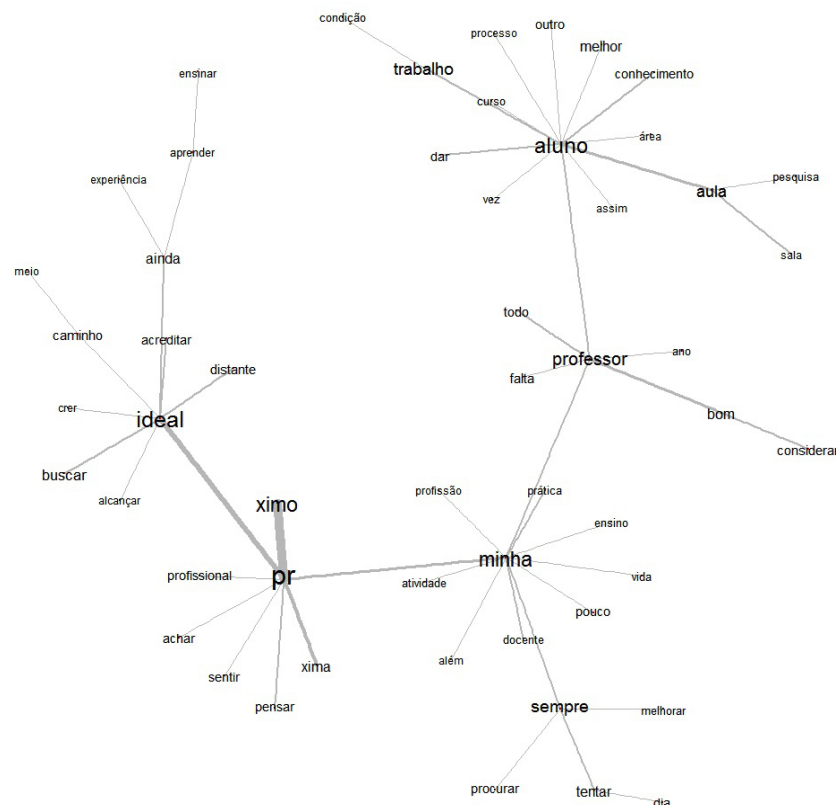 condição
outro
processo
melhor
ensinar
trabalho
conhecimento
curso
área
aluno
aprender
dar
pesquisa
experiência
aula
vez
assim
sala
ainda
meio
todo
caminho
acreditar
ano
professor
distante
falta
crer
bom
ideal
considerar
buscar
alcançar
profissão
prática
ximo
ensino
minha
profissional
pr
atividade
vida
pouco
achar
docente
além
xima
sentir
pensar
sempre
melhorar
procurar
tentar
dia